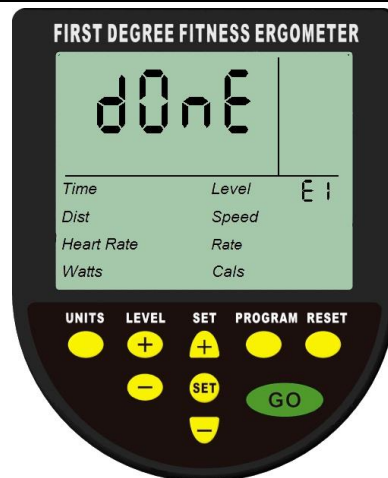 FIRST DEGREE FITNESS ERGOMETER
d0nE
Time Level E1
Dist Speed
Heart Rate Rate
Watts Cals
UNITS LEVEL SET PROGRAM RESET
+ +
- SET GO
-